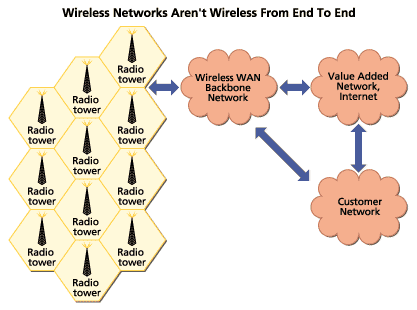 Wireless Networks Aren't Wireless From End To End
Radio
tower
Radio
tower
Radio
tower
Radio
tower
Radio
tower
Radio
tower
Radio
tower
Radio
tower
Radio
tower
Radio
tower
Radio
tower
Wireless WAN
Backbone
Network
Value Added
Network,
Internet
Customer
Network